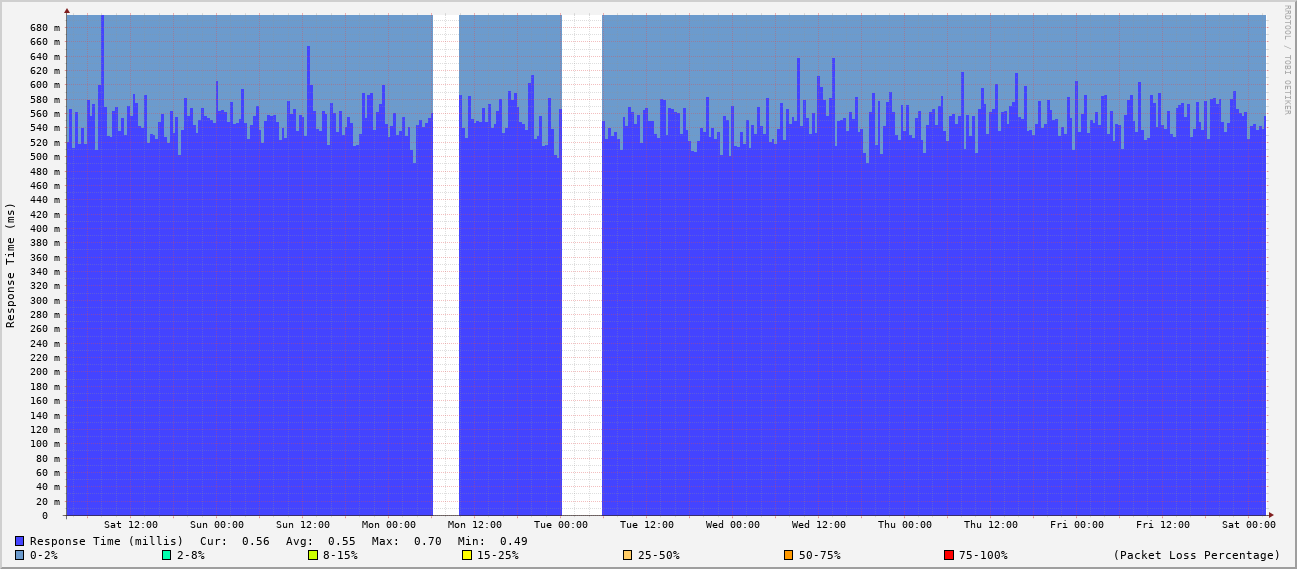 RRDTOOL / TOBI OETIKER
Response Time (ms)
680 m
660 m
640 m
620 m
600 m
580 m
560 m
540 m
520 m
500 m
480 m
460 m
440 m
420 m
400 m
380 m
360 m
340 m
320 m
300 m
280 m
260 m
240 m
220 m
200 m
180 m
160 m
140 m
120 m
100 m
80 m
60 m
40 m
20 m
0
Sat 12:00 Sun 00:00 Sun 12:00 Mon 00:00 Mon 12:00 Tue 00:00 Tue 12:00 Wed 00:00 Wed 12:00 Thu 00:00 Thu 12:00 Fri 00:00 Fri 12:00 Sat 00:00
Response Time (millis) Cur: 0.56 Avg: 0.55 Max: 0.70 Min: 0.49
0-2% 2-8% 8-15% 15-25% 25-50% 50-75% 75-100% (Packet Loss Percentage)